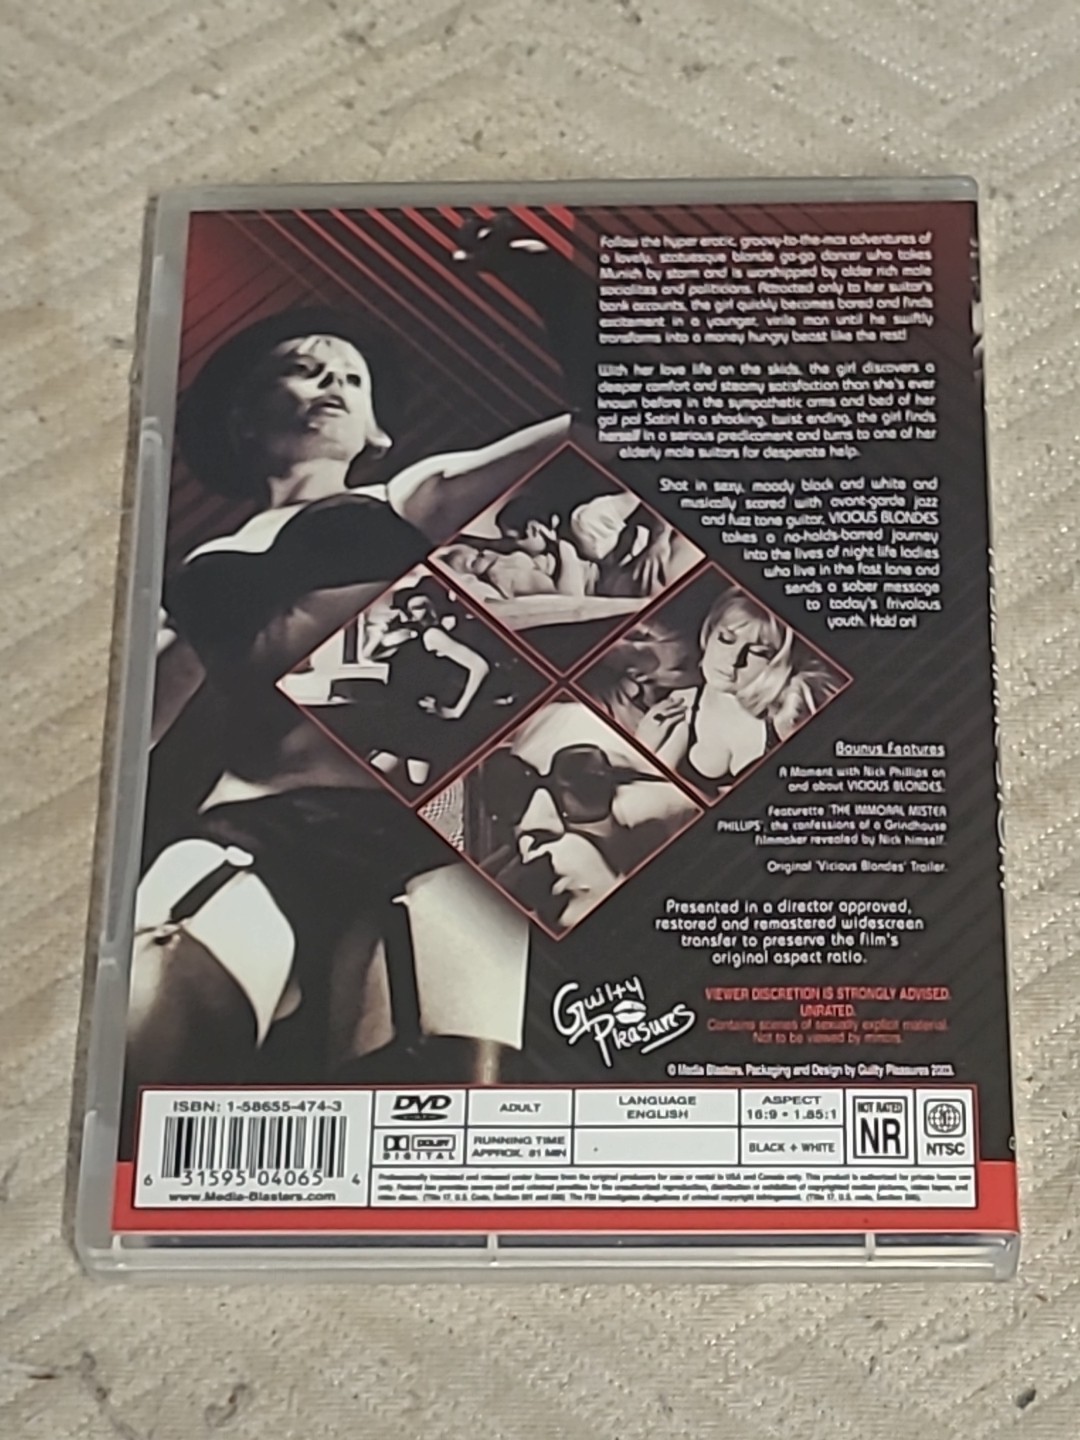 Follow the hyper erotic, groovy-to-the-max adventures of
a lovely, statuesque blonde go-go dancer who takes
Munich by storm and is worshipped by older rich male
socialites and politicians. Attracted only to her suitor's
bank accounts, the girl quickly becomes bored and finds
excitement in a younger, virile man until he swiftly
transforms into a money hungry beast like the rest!
With her love life on the skids, the girl discovers a
deeper comfort and steamy satisfaction than she's ever
known before in the sympathetic arms and bed of her
gal pal Satin! In a shocking, twist ending, the girl finds
herself in a serious predicament and turns to one of her
elderly male suitors for desperate help.
Shot in sexy, moody black and white and
musically scored with avant-garde jazz
and fuzz tone guitar, VICIOUS BLONDES
takes a no-holds-barred journey
into the lives of night life ladies
who live in the fast lane and
sends a sober message
to today's frivolous
youth. Hold on!
Bounus Features
A Moment with Nick Phillips on
and about VICIOUS BLONDES.
Featurette 'THE IMMORAL MISTER
PHILLIPS', the confessions of a Grindhouse
filmmaker revealed by Nick himself.
Original 'Vicious Blondes' Trailer.
Presented in a director approved,
restored and remastered widescreen
transfer to preserve the film's
original aspect ratio.
Guilty
Pleasures
VIEWER DISCRETION IS STRONGLY ADVISED.
UNRATED.
Contains scenes of sexually explicit material.
Not to be viewed by minors.
© Media Blasters. Packaging and Design by Guilty Pleasures 2003.
ISBN: 1-58655-474-3
6 31595 04065 4
www.Media-Blasters.com
DVD
VIDEO
DOLBY
DIGITAL
ADULT
RUNNING TIME
APPROX. 81 MIN
LANGUAGE
ENGLISH
ASPECT
16:9 • 1.85:1
BLACK + WHITE
NOT RATED
NR
NTSC